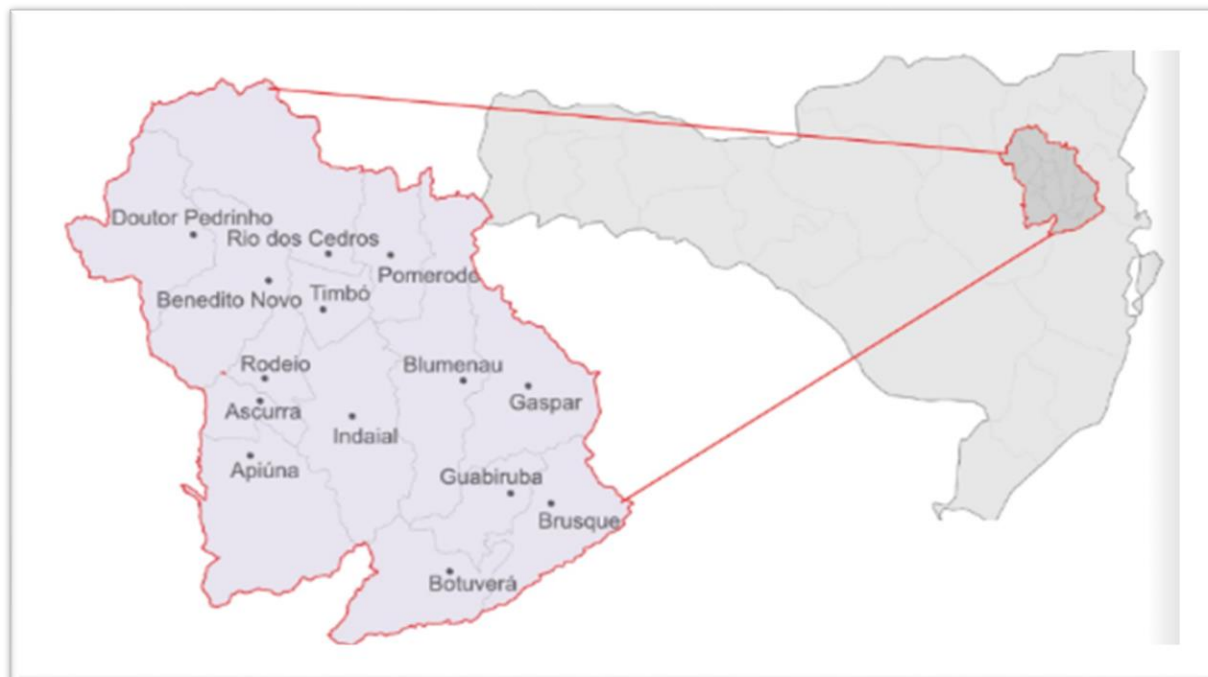 Doutor Pedrinho
Rio dos Cedros
Pomerode
Benedito Novo
Timbó
Rodeio
Blumenau
Ascurra
Gaspar
Indaial
Apiúna
Guabiruba
Brusque
Botuverá